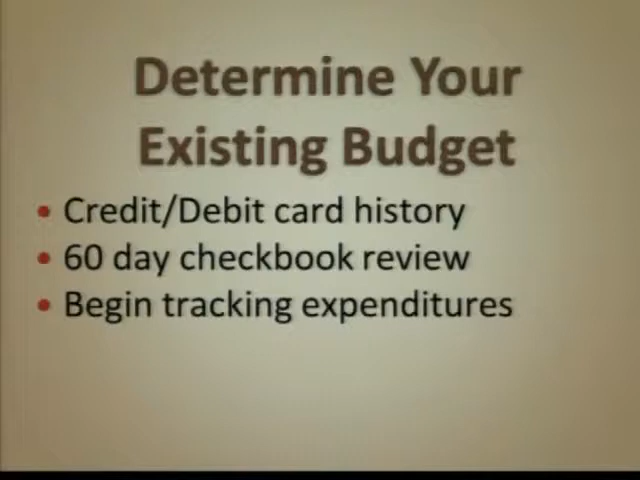 Determine Your
Existing Budget
• Credit/Debit card history
• 60 day checkbook review
• Begin tracking expenditures